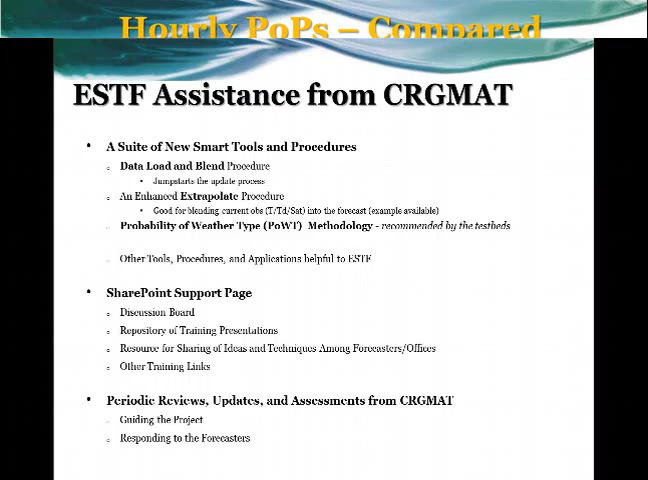 Hourly PoPs – Compared
ESTF Assistance from CRGMAT
• A Suite of New Smart Tools and Procedures
o Data Load and Blend Procedure
• Jumpstarts the update process
o An Enhanced Extrapolate Procedure
• Good for blending current obs (T/Td/Sat) into the forecast (example available)
o Probability of Weather Type (PoWT) Methodology - recommended by the testbeds
o Other Tools, Procedures, and Applications helpful to ESTF
• SharePoint Support Page
o Discussion Board
o Repository of Training Presentations
o Resource for Sharing of Ideas and Techniques Among Forecasters/Offices
o Other Training Links
• Periodic Reviews, Updates, and Assessments from CRGMAT
o Guiding the Project
o Responding to the Forecasters